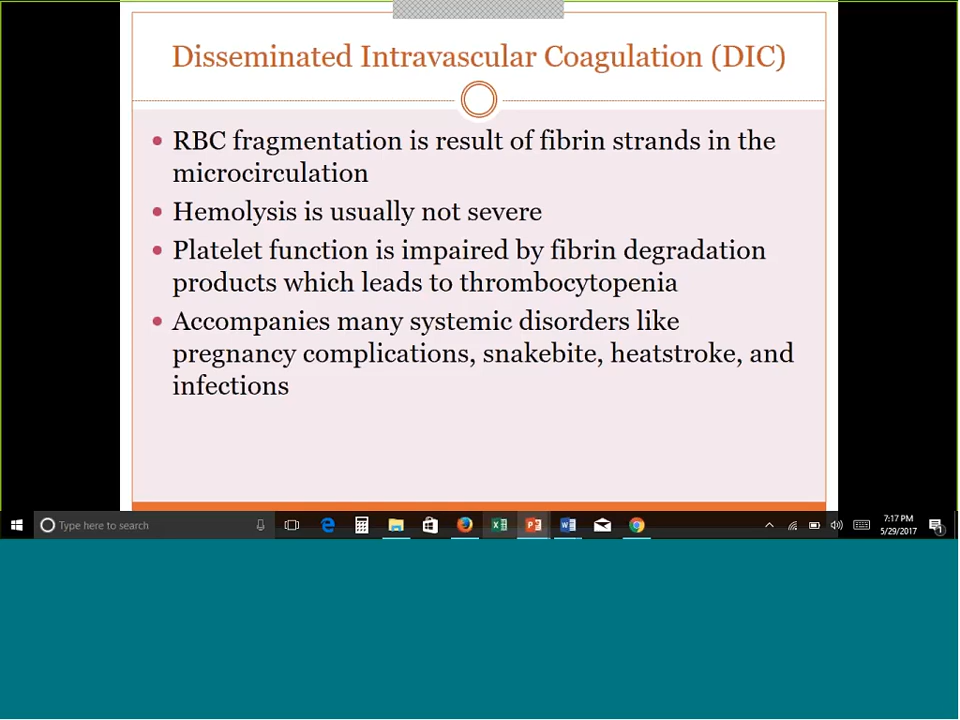 Disseminated Intravascular Coagulation (DIC)
RBC fragmentation is result of fibrin strands in the
microcirculation
Hemolysis is usually not severe
Platelet function is impaired by fibrin degradation
products which leads to thrombocytopenia
Accompanies many systemic disorders like
pregnancy complications, snakebite, heatstroke, and
infections
Type here to search
7:17 PM
5/29/2017
1